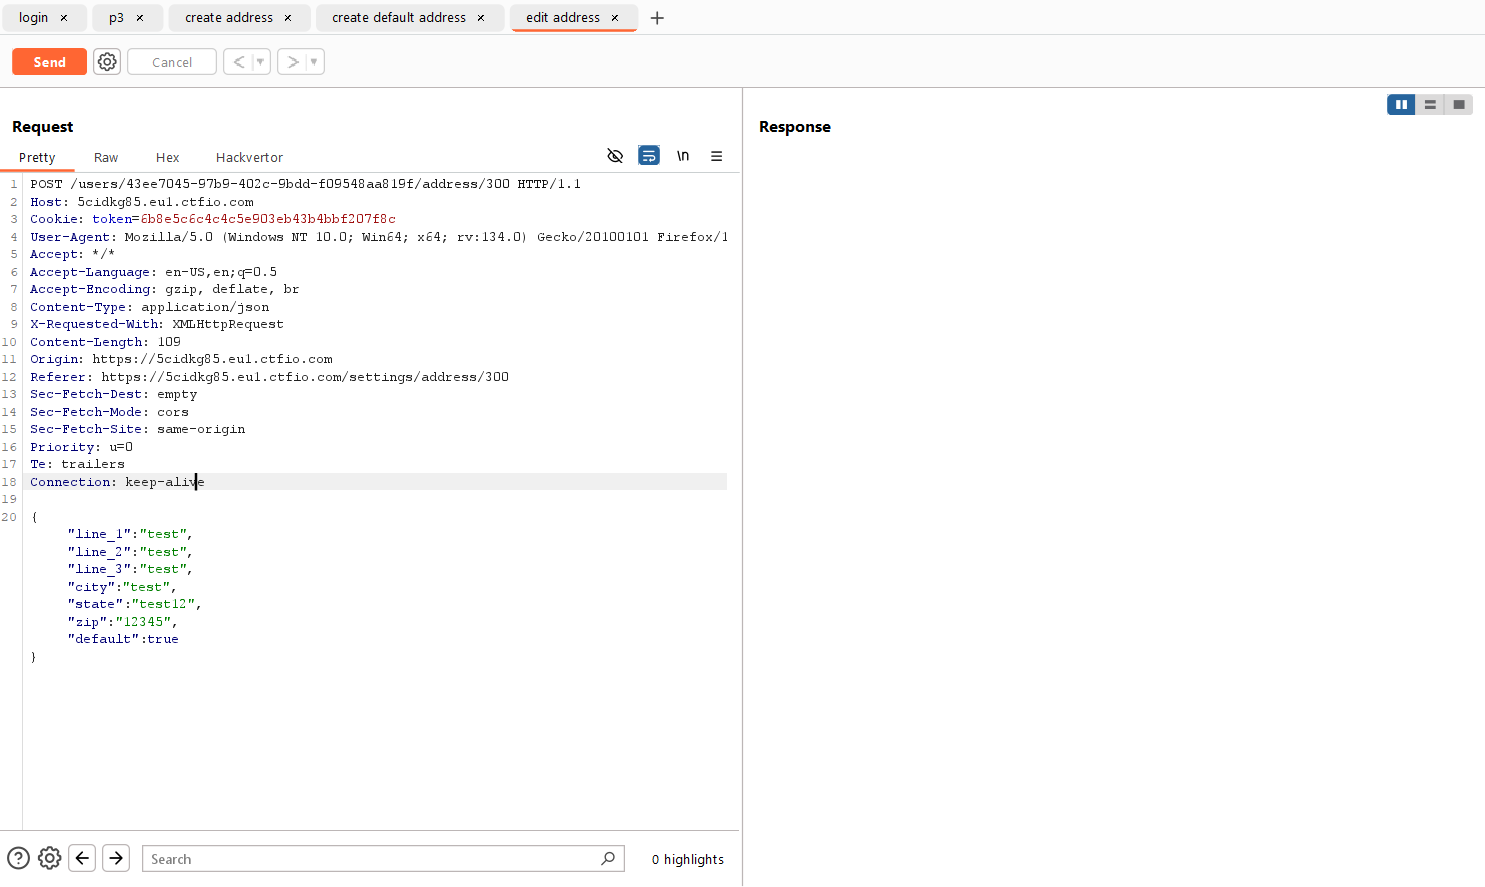 login × p3 × create address × create default address × edit address × +
Send Cancel < >
Request
Response
Pretty Raw Hex Hackvertor \n
1 POST /users/43ee7045-97b9-402c-9bdd-f09548aa819f/address/300 HTTP/1.1
2 Host: 5cidkg85.eu1.ctfio.com
3 Cookie: token=6b8e5c6c4c4c5e903eb43b4bbf207f8c
4 User-Agent: Mozilla/5.0 (Windows NT 10.0; Win64; x64; rv:134.0) Gecko/20100101 Firefox/1
5 Accept: */*
6 Accept-Language: en-US,en;q=0.5
7 Accept-Encoding: gzip, deflate, br
8 Content-Type: application/json
9 X-Requested-With: XMLHttpRequest
10 Content-Length: 109
11 Origin: https://5cidkg85.eu1.ctfio.com
12 Referer: https://5cidkg85.eu1.ctfio.com/settings/address/300
13 Sec-Fetch-Dest: empty
14 Sec-Fetch-Mode: cors
15 Sec-Fetch-Site: same-origin
16 Priority: u=0
17 Te: trailers
18 Connection: keep-alive
19
20 {
"line_1":"test",
"line_2":"test",
"line_3":"test",
"city":"test",
"state":"test12",
"zip":"12345",
"default":true
}
? Search 0 highlights